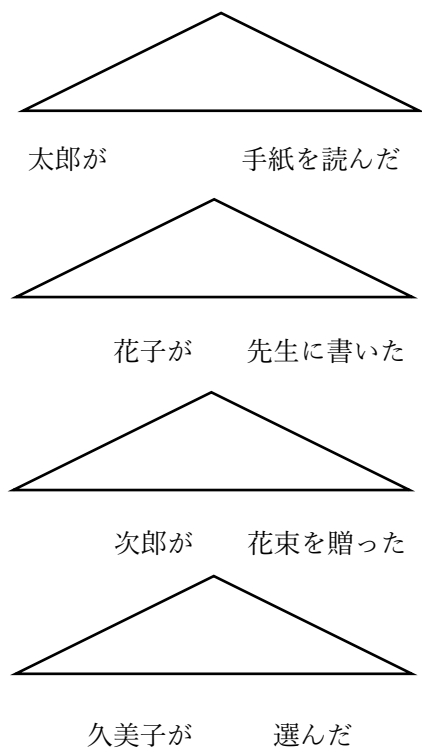 太郎が 手紙を読んだ
花子が 先生に書いた
次郎が 花束を贈った
久美子が 選んだ